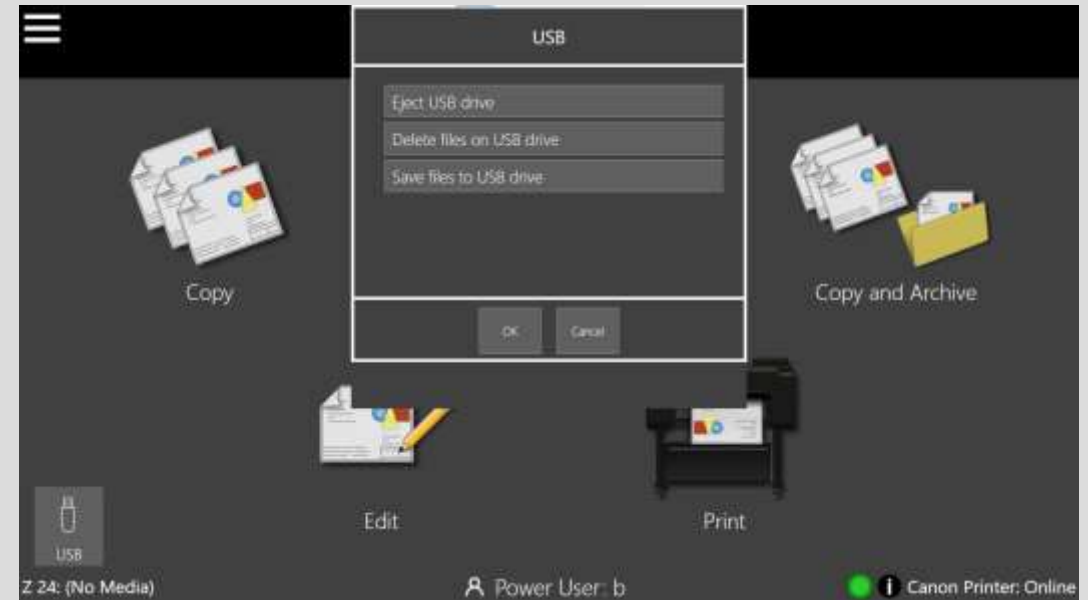 USB
Eject USB drive
Delete files on USB drive
Save files to USB drive
OK
Cancel
Copy
Copy and Archive
Edit
Print
USB
Z 24: (No Media)
Power User: b
Canon Printer: Online